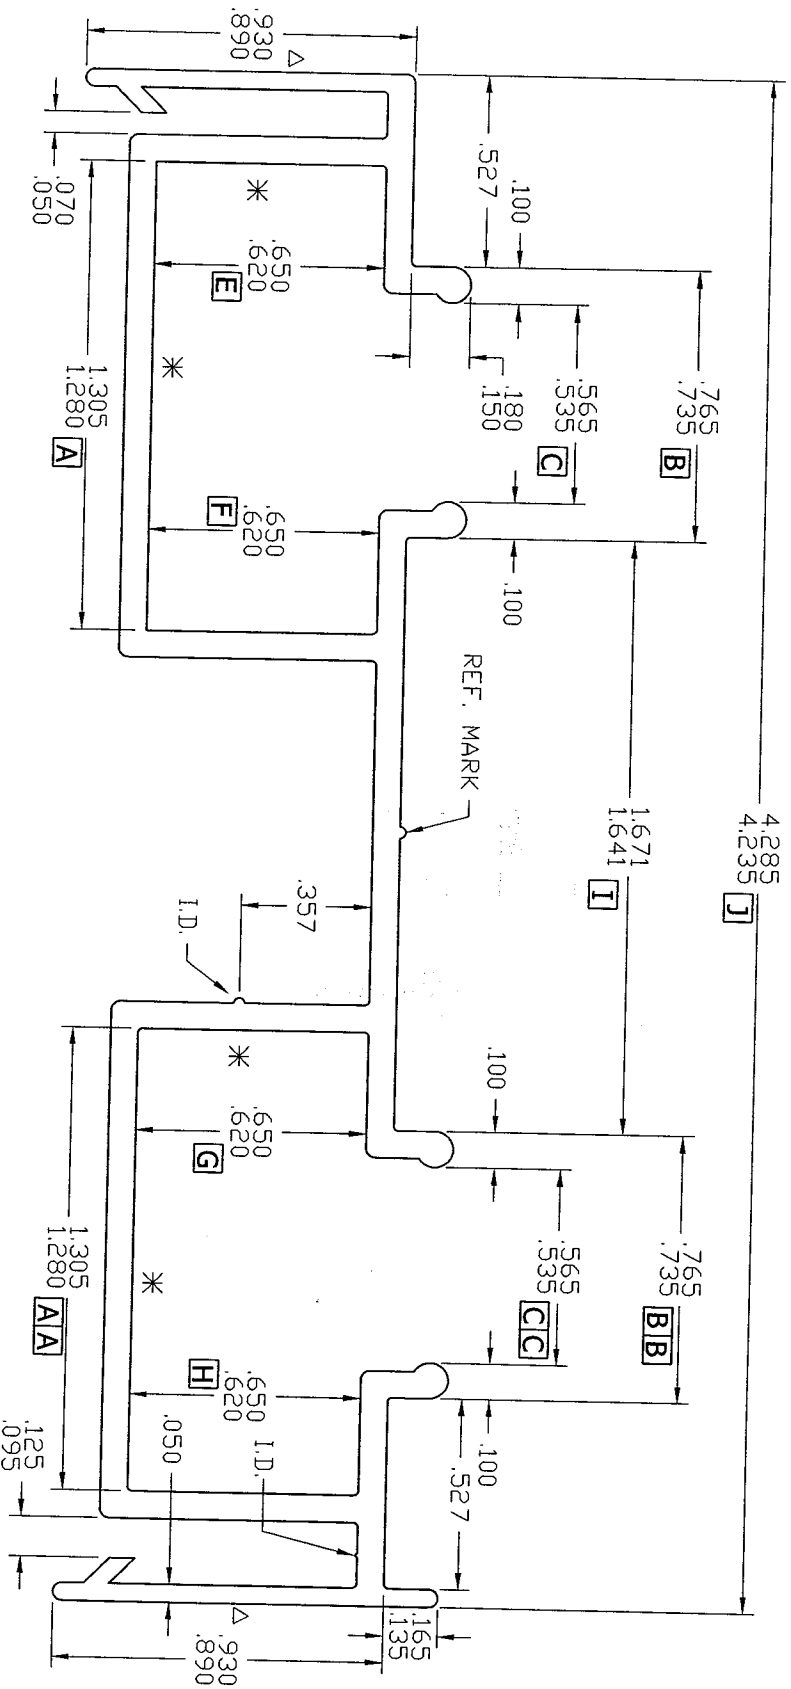 4.285
4.235 J
.765
.735 B
.765
.735 BB
1.671
1.641 I
.565
.535 C
.565
.535 CC
.100
.100
.100
.100
.527
.527
.180
.150
REF. MARK
.930
.890
△
.070
.050
*
.650
.620
E
*
.650
.620
F
1.305
1.280 A
.357
I.D.
*
.650
.620
G
*
.650
.620
H
1.305
1.280
AA
.050
I.D.
.125
.095
△
.165
.135
.930
.890